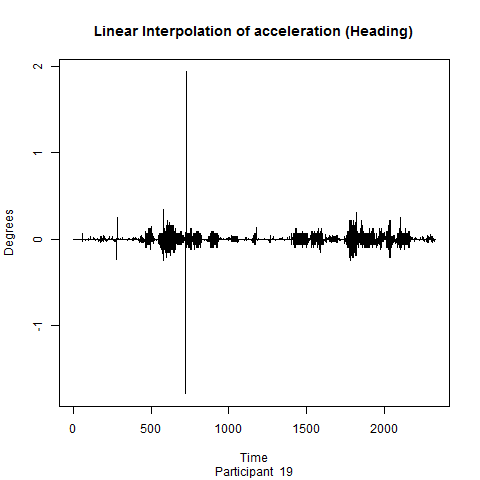 Linear Interpolation of acceleration (Heading)
2
1
0
-1
Degrees
0 500 1000 1500 2000
Time
Participant 19